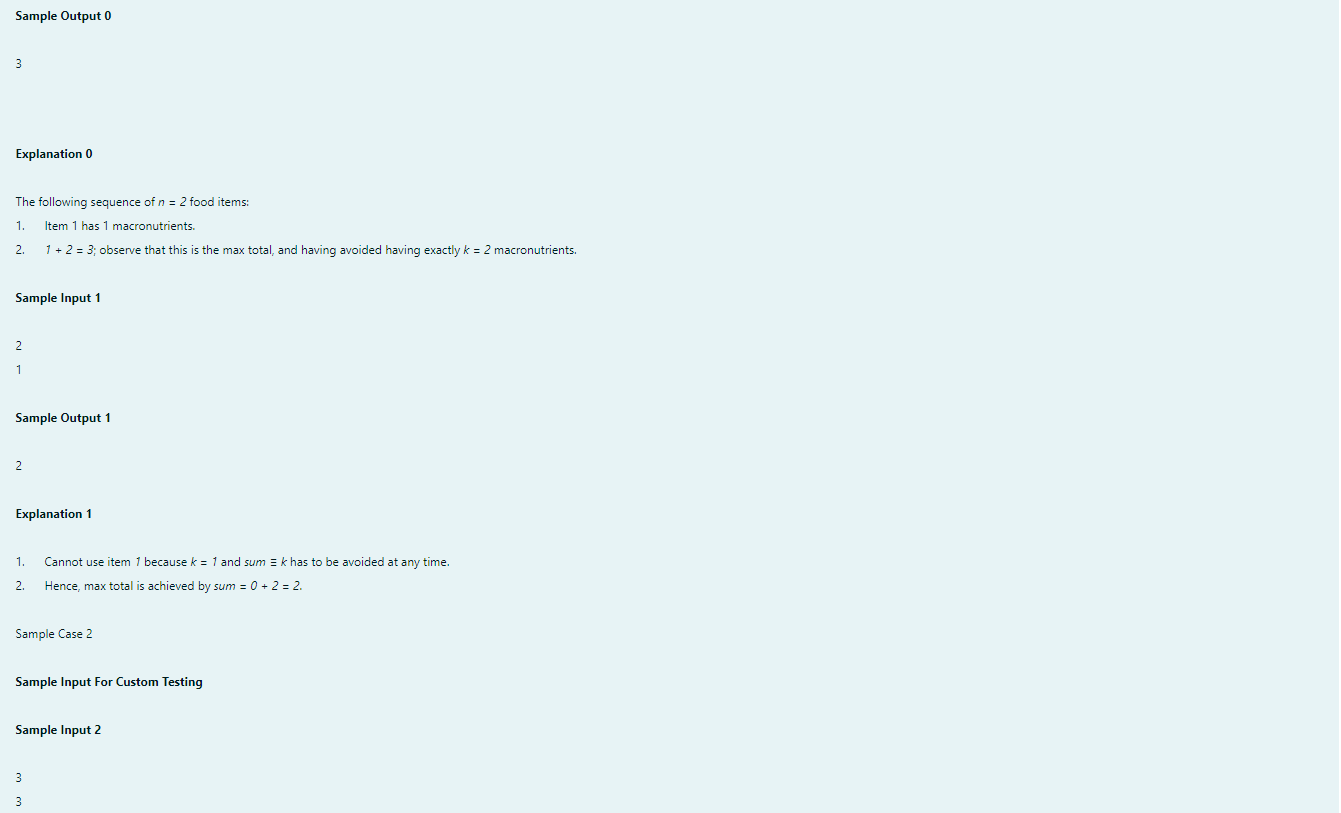 Sample Output 0
3
Explanation 0
The following sequence of n = 2 food items:
1. Item 1 has 1 macronutrients.
2. 1 + 2 = 3; observe that this is the max total, and having avoided having exactly k = 2 macronutrients.
Sample Input 1
2
1
Sample Output 1
2
Explanation 1
1. Cannot use item 1 because k = 1 and sum ≡ k has to be avoided at any time.
2. Hence, max total is achieved by sum = 0 + 2 = 2.
Sample Case 2
Sample Input For Custom Testing
Sample Input 2
3
3